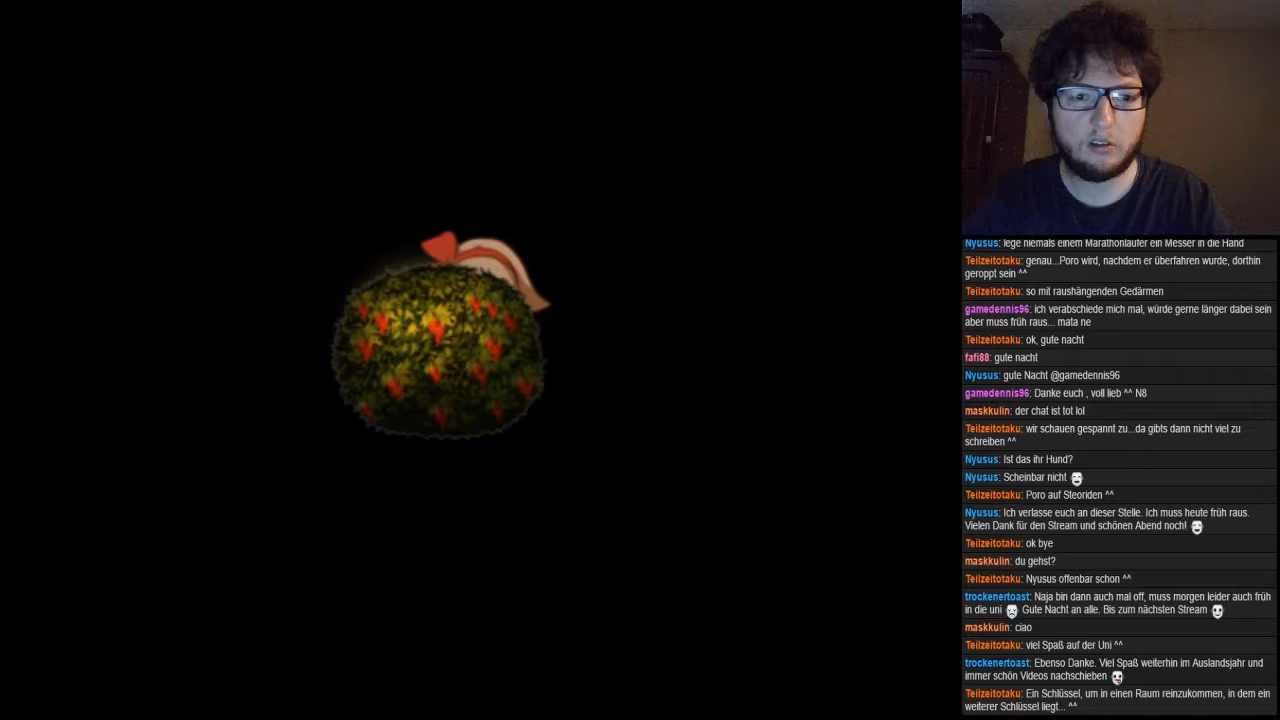 Nyusus: lege niemals einem Marathonläufer ein Messer in die Hand
Teilzeitotaku: genau...Poro wird, nachdem er überfahren wurde, dorthin
geroppt sein ^^
Teilzeitotaku: so mit raushängenden Gedärmen
gamedennis96: ich verabschiede mich mal, würde gerne länger dabei sein
aber muss früh raus... mata ne
Teilzeitotaku: ok, gute nacht
fafi88: gute nacht
Nyusus: gute Nacht @gamedennis96
gamedennis96: Danke euch , voll lieb ^^ N8
maskkulin: der chat ist tot lol
Teilzeitotaku: wir schauen gespannt zu...da gibts dann nicht viel zu
schreiben ^^
Nyusus: Ist das ihr Hund?
Nyusus: Scheinbar nicht
Teilzeitotaku: Poro auf Steoriden ^^
Nyusus: Ich verlasse euch an dieser Stelle. Ich muss heute früh raus.
Vielen Dank für den Stream und schönen Abend noch!
Teilzeitotaku: ok bye
maskkulin: du gehst?
Teilzeitotaku: Nyusus offenbar schon ^^
trockenertoast: Naja bin dann auch mal off, muss morgen leider auch früh
in die uni Gute Nacht an alle. Bis zum nächsten Stream
maskkulin: ciao
Teilzeitotaku: viel Spaß auf der Uni ^^
trockenertoast: Ebenso Danke. Viel Spaß weiterhin im Auslandsjahr und
immer schön Videos nachschieben
Teilzeitotaku: Ein Schlüssel, um in einen Raum reinzukommen, in dem ein
weiterer Schlüssel liegt... ^^